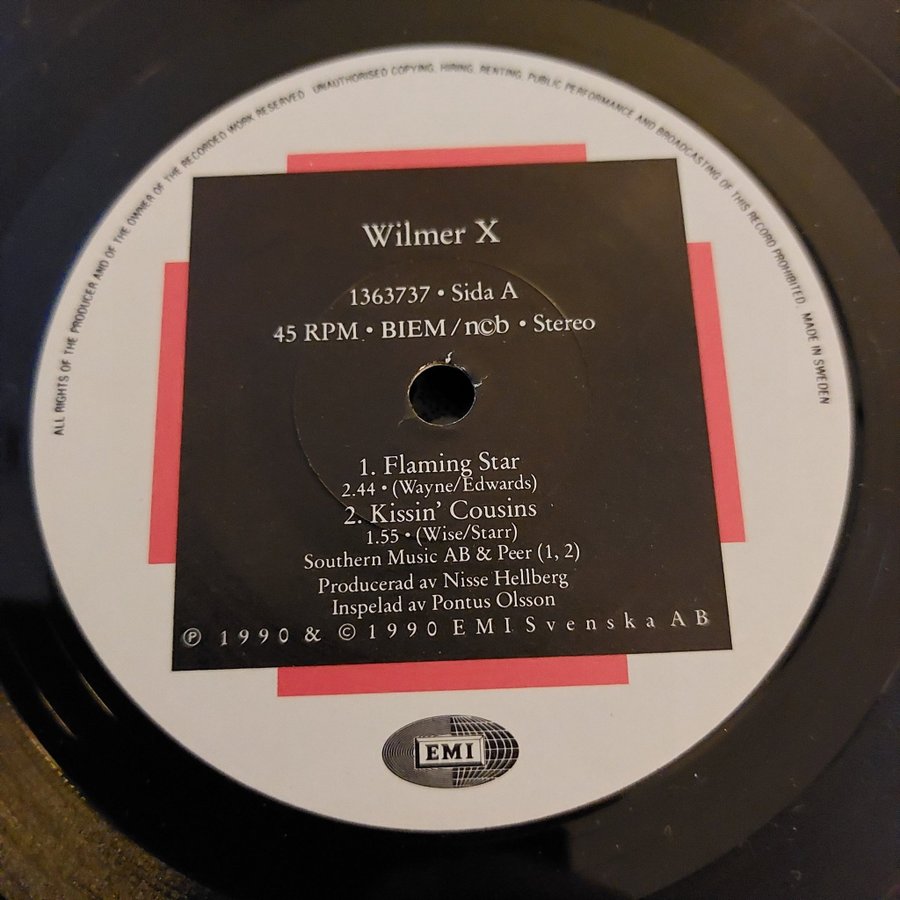 ALL RIGHTS OF THE PRODUCER AND OF THE OWNER OF THE RECORDED WORK RESERVED. UNAUTHORISED COPYING, HIRING, RENTING, PUBLIC PERFORMANCE AND BROADCASTING OF THIS RECORD PROHIBITED. MADE IN SWEDEN
Wilmer X
1363737 • Sida A
45 RPM • BIEM/n©b • Stereo
1. Flaming Star
2.44 • (Wayne/Edwards)
2. Kissin' Cousins
1.55 • (Wise/Starr)
Southern Music AB & Peer (1, 2)
Producerad av Nisse Hellberg
Inspelad av Pontus Olsson
℗ 1990 & © 1990 EMI Svenska AB
EMI